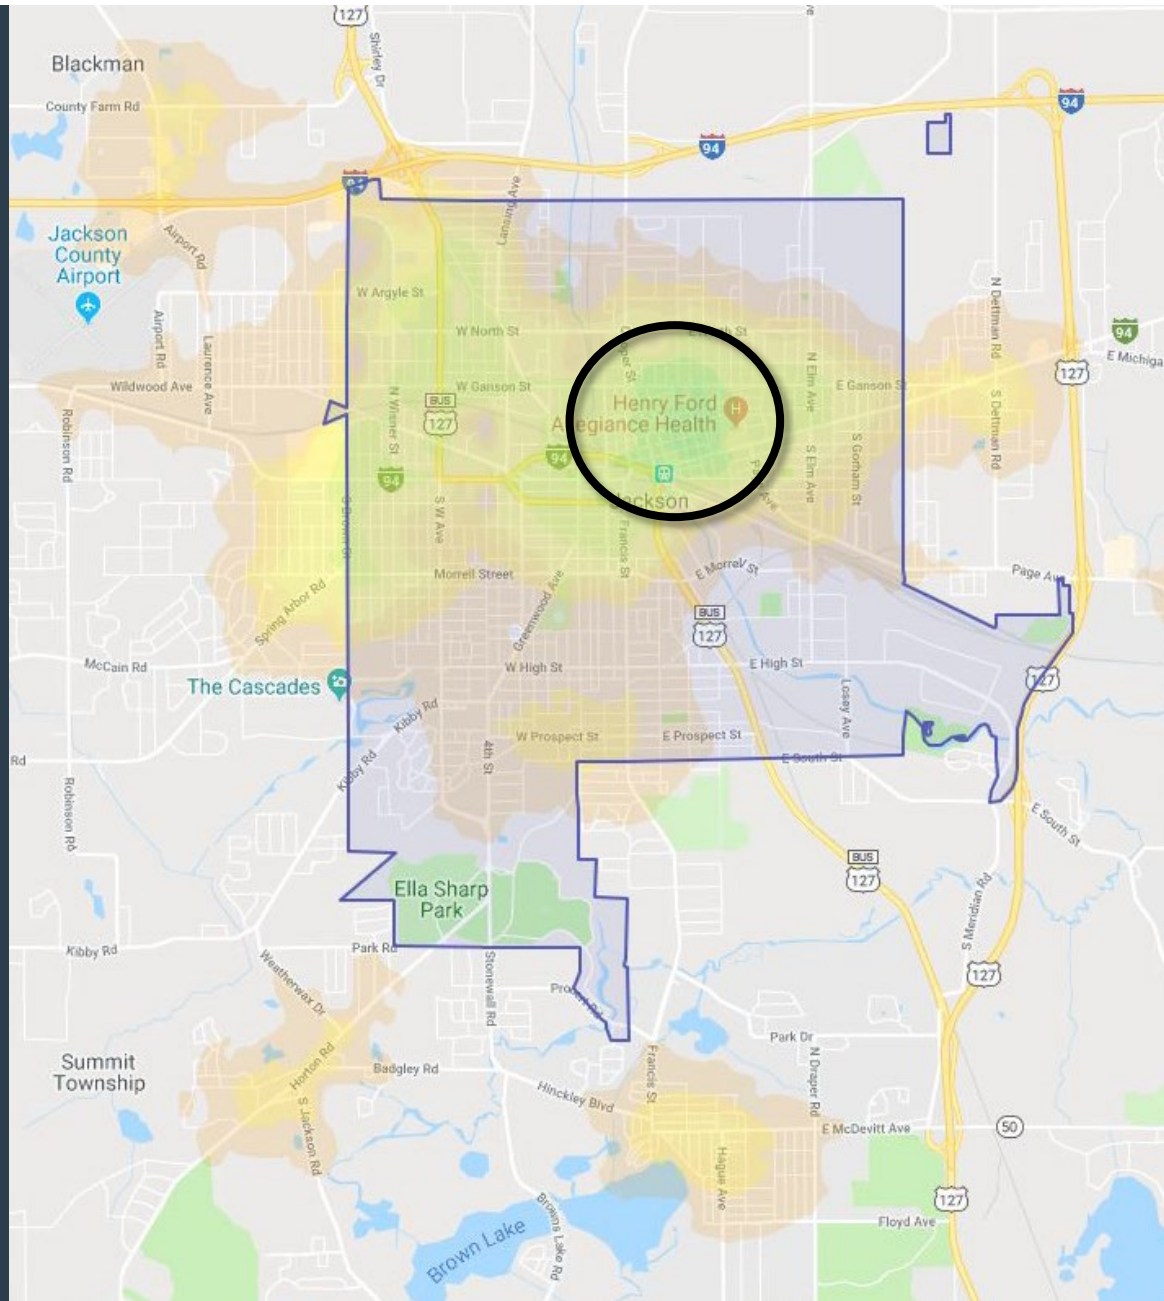 127
Shirley Dr
Blackman
County Farm Rd
94
94
94
Lansing Ave
Airport Rd
Jackson
County
Airport
W Argyle St
N Dettman Rd
W North St
94
E Michiga
127
Airport Rd
Laurence Ave
Wildwood Ave
N Wisner St
W Ganson St
BUS
127
N Elm Ave
E Ganson St
S Dettman Rd
Henry Ford
Allegiance Health
H
Robinson Rd
94
94
S W Ave
S Brown St
S Elm Ave
S Gorham St
Jackson
Francis St
Morrell Street
E Morrell St
Page Av
Spring Arbor Rd
Greenwood Ave
BUS
127
McCain Rd
W High St
E High St
127
The Cascades
Losey Ave
Kibby Rd
4th St
W Prospect St
E Prospect St
E South St
Rd
Kibby Rd
Robinson Rd
E South St
BUS
127
Ella Sharp
Park
S Meridian Rd
Kibby Rd
Park Rd
Weatherwax Dr
Stonewall Rd
127
Probert Rd
Park Dr
Summit
Township
Horton Rd
Badgley Rd
Francis St
N Draper Rd
S Jackson Rd
Hinckley Blvd
E McDevitt Ave
50
Hague Ave
127
Floyd Ave
Browns Lake Rd
Brown Lake